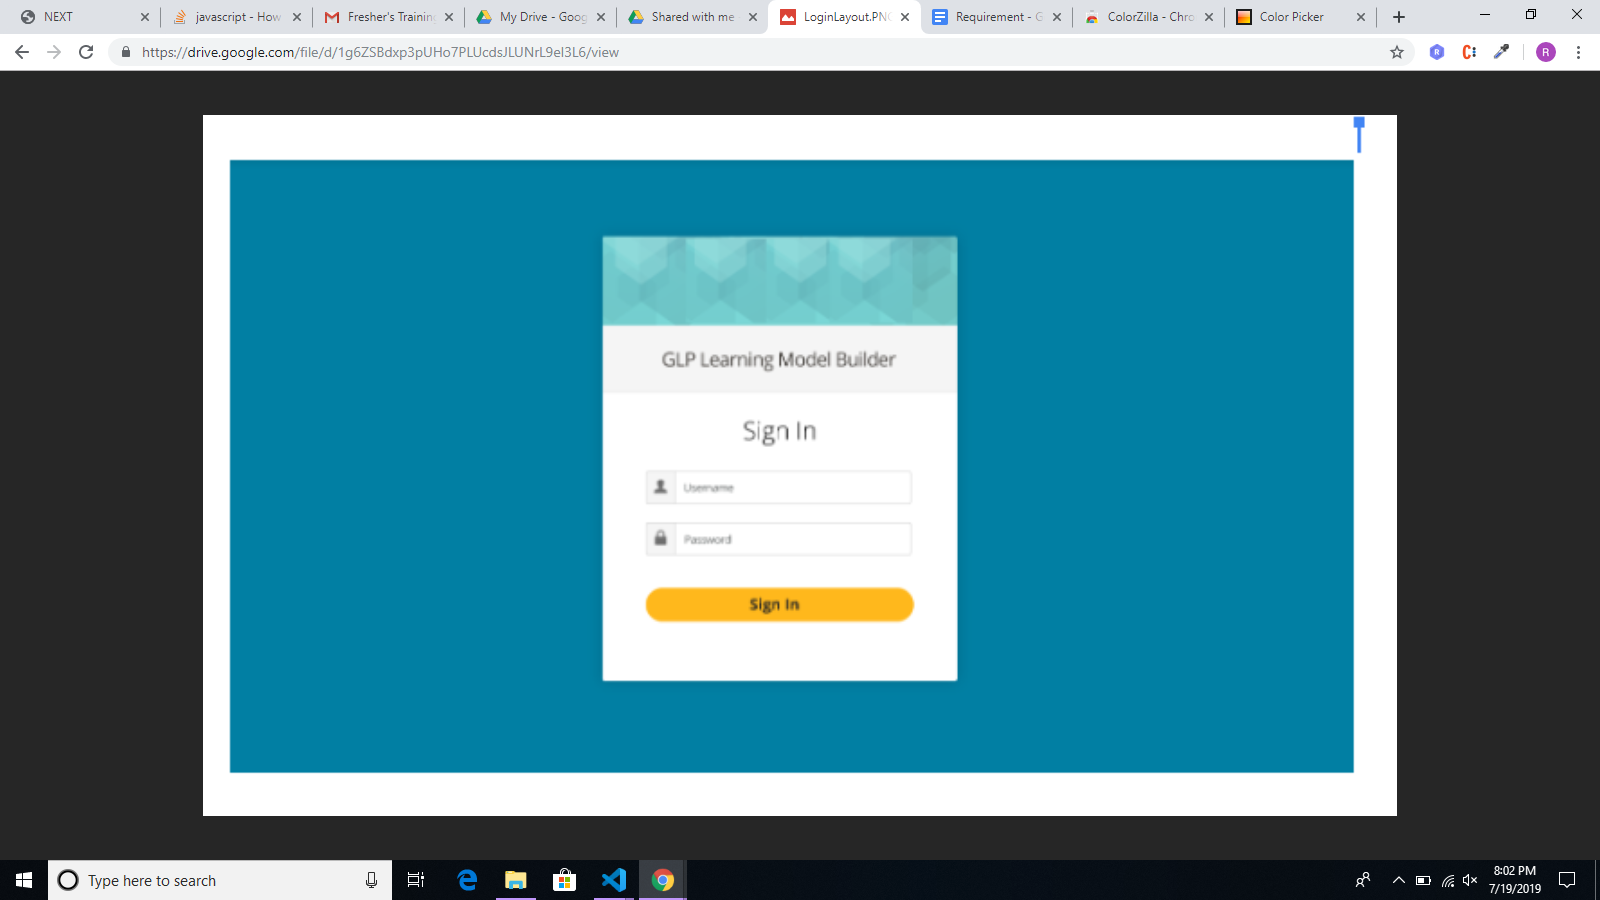 NEXT
javascript - How
Fresher's Training
My Drive - Goog
Shared with me
LoginLayout.PNG
Requirement - G
ColorZilla - Chro
Color Picker
https://drive.google.com/file/d/1g6ZSBdxp3pUHo7PLUcdsJLUNrL9el3L6/view
R
C
R
GLP Learning Model Builder
Sign In
Username
Password
Sign In
Type here to search
8:02 PM
7/19/2019